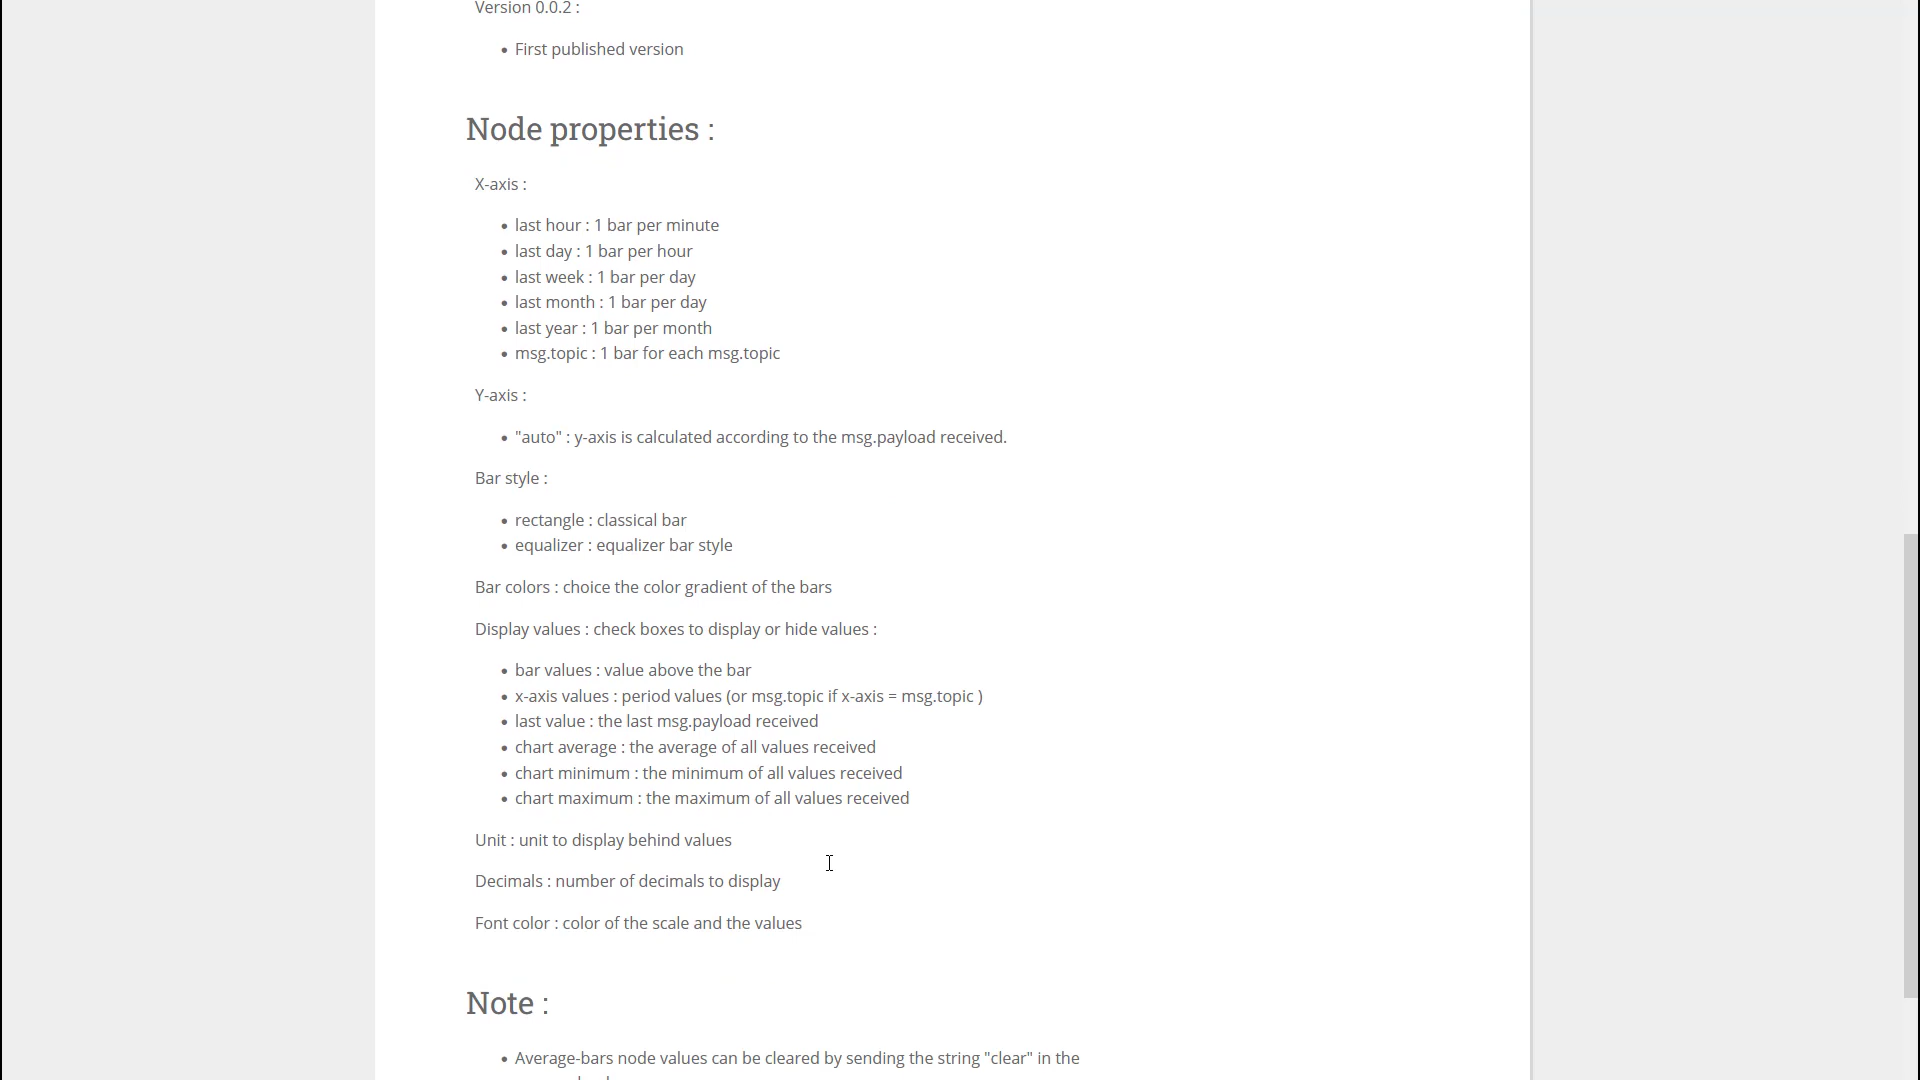 Version 0.0.2 :
• First published version
Node properties :
X-axis :
• last hour : 1 bar per minute
• last day : 1 bar per hour
• last week : 1 bar per day
• last month : 1 bar per day
• last year : 1 bar per month
• msg.topic : 1 bar for each msg.topic
Y-axis :
• "auto" : y-axis is calculated according to the msg.payload received.
Bar style :
• rectangle : classical bar
• equalizer : equalizer bar style
Bar colors : choice the color gradient of the bars
Display values : check boxes to display or hide values :
• bar values : value above the bar
• x-axis values : period values (or msg.topic if x-axis = msg.topic )
• last value : the last msg.payload received
• chart average : the average of all values received
• chart minimum : the minimum of all values received
• chart maximum : the maximum of all values received
Unit : unit to display behind values
Decimals : number of decimals to display
Font color : color of the scale and the values
Note :
• Average-bars node values can be cleared by sending the string "clear" in the